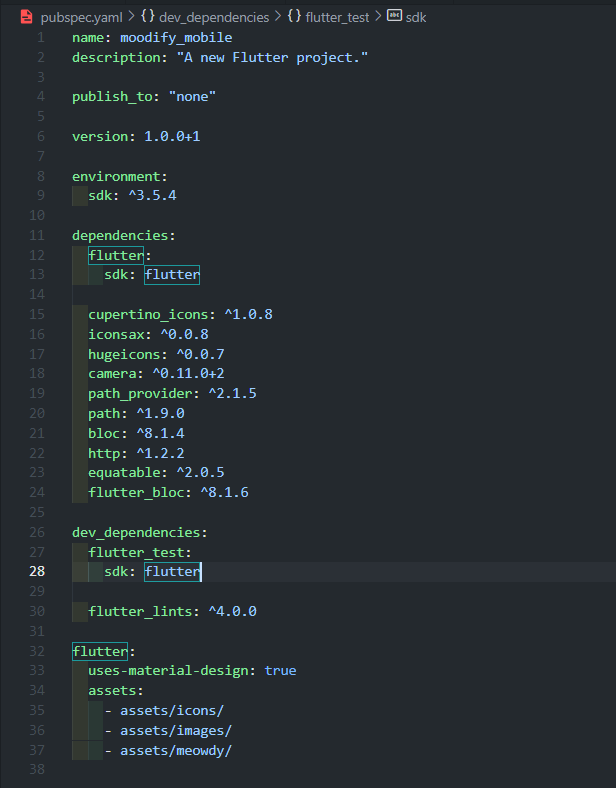 pubspec.yaml > {} dev_dependencies > {} flutter_test > abc sdk
1 name: moodify_mobile
2 description: "A new Flutter project."
3
4 publish_to: "none"
5
6 version: 1.0.0+1
7
8 environment:
9 sdk: ^3.5.4
10
11 dependencies:
12 flutter:
13 sdk: flutter
14
15 cupertino_icons: ^1.0.8
16 iconsax: ^0.0.8
17 hugeicons: ^0.0.7
18 camera: ^0.11.0+2
19 path_provider: ^2.1.5
20 path: ^1.9.0
21 bloc: ^8.1.4
22 http: ^1.2.2
23 equatable: ^2.0.5
24 flutter_bloc: ^8.1.6
25
26 dev_dependencies:
27 flutter_test:
28 sdk: flutter
29
30 flutter_lints: ^4.0.0
31
32 flutter:
33 uses-material-design: true
34 assets:
35 - assets/icons/
36 - assets/images/
37 - assets/meowdy/
38